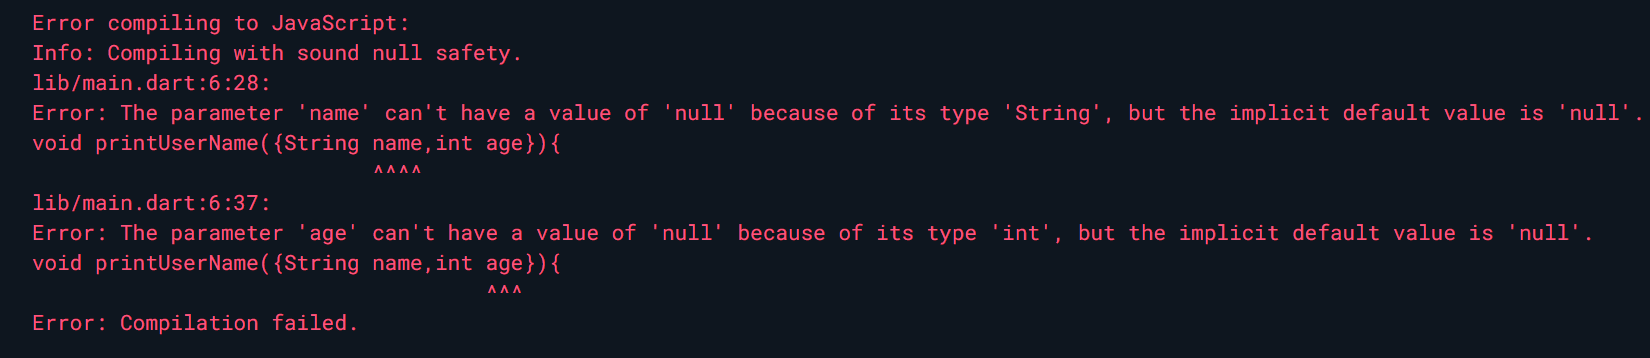 Error compiling to JavaScript:
Info: Compiling with sound null safety.
lib/main.dart:6:28:
Error: The parameter 'name' can't have a value of 'null' because of its type 'String', but the implicit default value is 'null'.
void printUserName({String name,int age}){
^^^^
lib/main.dart:6:37:
Error: The parameter 'age' can't have a value of 'null' because of its type 'int', but the implicit default value is 'null'.
void printUserName({String name,int age}){
^^^
Error: Compilation failed.